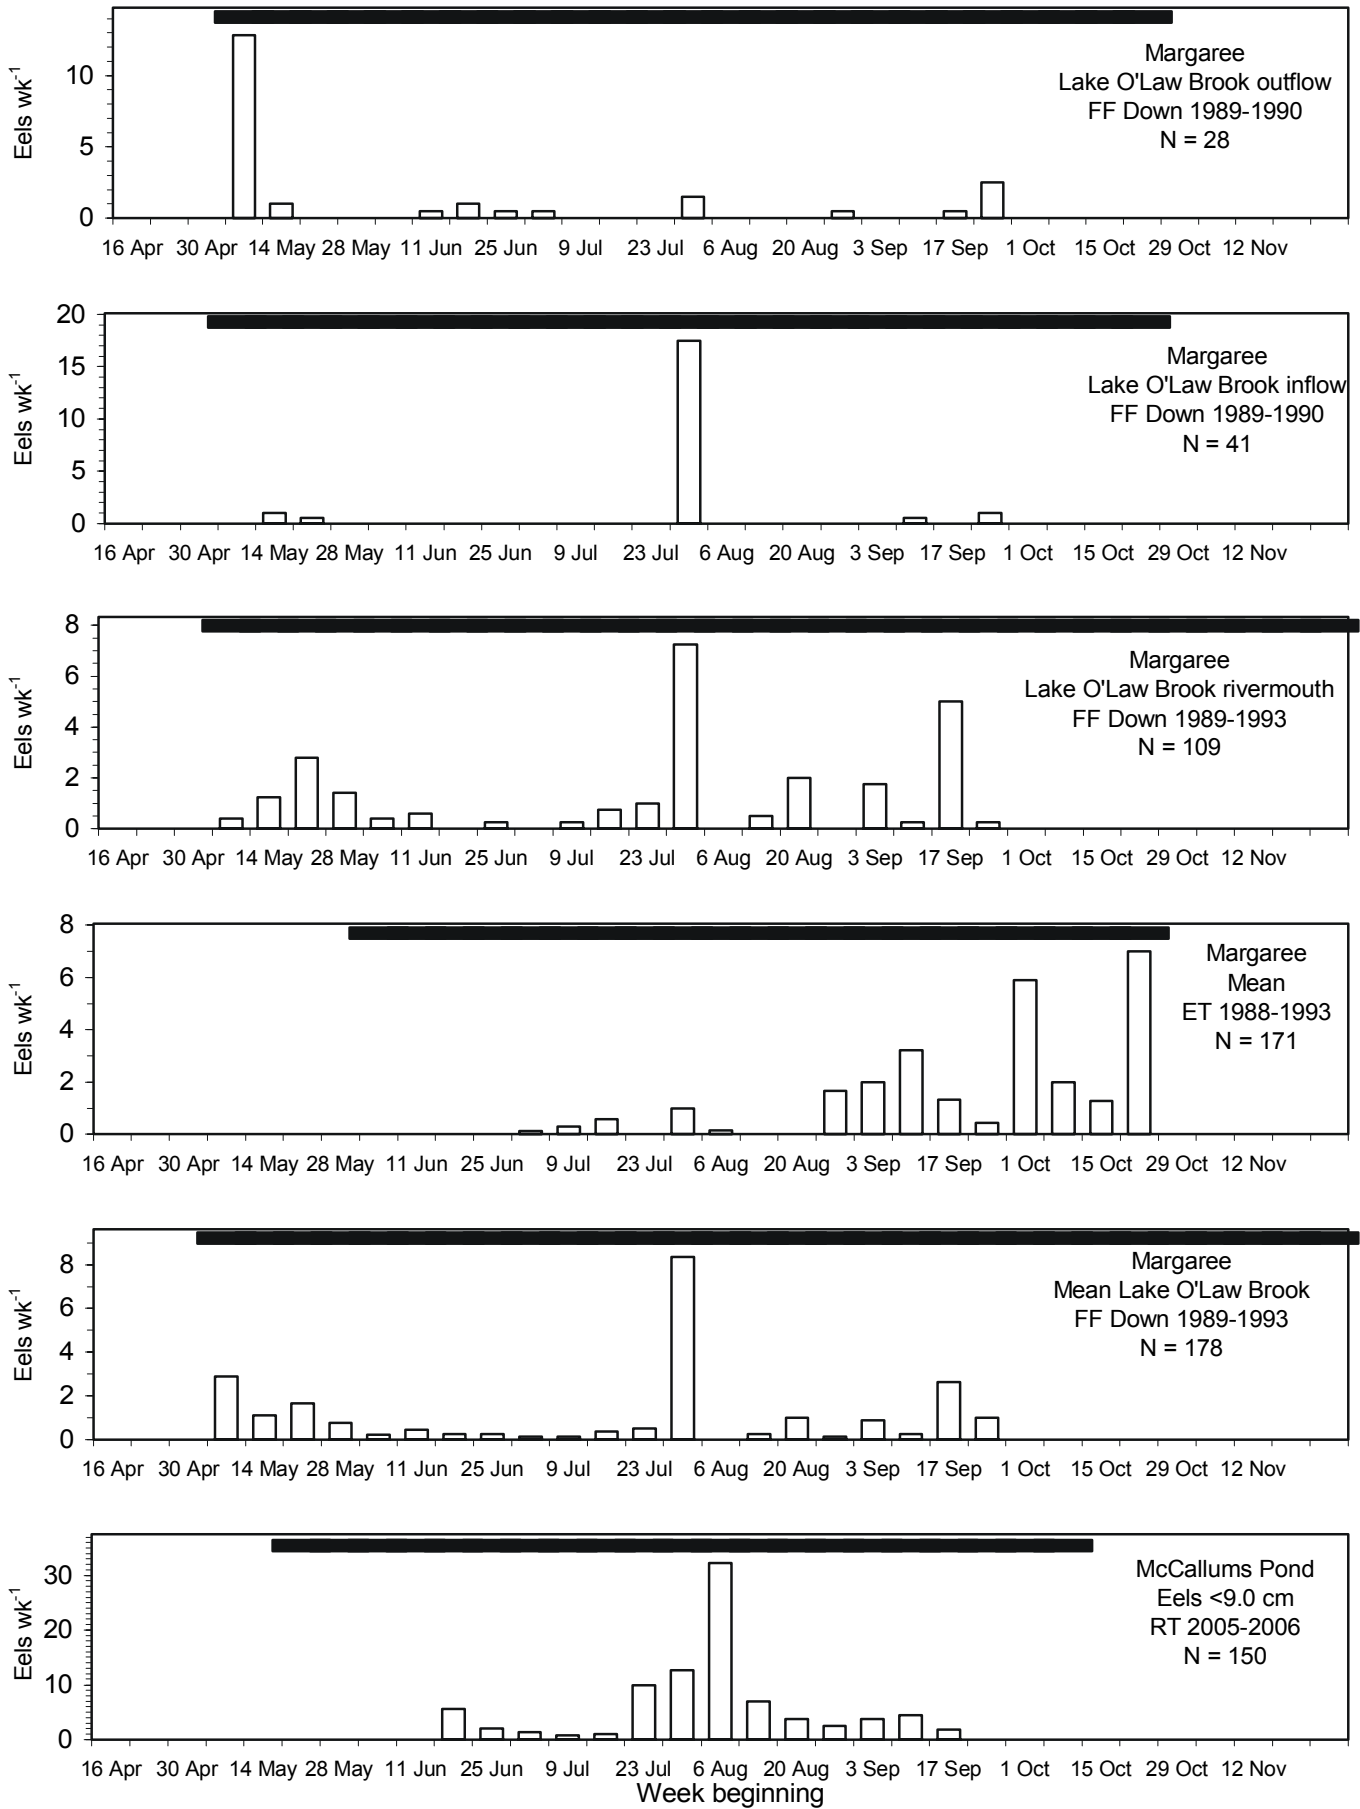 Eels wk-1
10
5
0
Margaree
Lake O'Law Brook outflow
FF Down 1989-1990
N = 28
16 Apr 30 Apr 14 May 28 May 11 Jun 25 Jun 9 Jul 23 Jul 6 Aug 20 Aug 3 Sep 17 Sep 1 Oct 15 Oct 29 Oct 12 Nov
Eels wk-1
20
15
10
5
0
Margaree
Lake O'Law Brook inflow
FF Down 1989-1990
N = 41
16 Apr 30 Apr 14 May 28 May 11 Jun 25 Jun 9 Jul 23 Jul 6 Aug 20 Aug 3 Sep 17 Sep 1 Oct 15 Oct 29 Oct 12 Nov
Eels wk-1
8
6
4
2
0
Margaree
Lake O'Law Brook rivermouth
FF Down 1989-1993
N = 109
16 Apr 30 Apr 14 May 28 May 11 Jun 25 Jun 9 Jul 23 Jul 6 Aug 20 Aug 3 Sep 17 Sep 1 Oct 15 Oct 29 Oct 12 Nov
Eels wk-1
8
6
4
2
0
Margaree
Mean
ET 1988-1993
N = 171
16 Apr 30 Apr 14 May 28 May 11 Jun 25 Jun 9 Jul 23 Jul 6 Aug 20 Aug 3 Sep 17 Sep 1 Oct 15 Oct 29 Oct 12 Nov
Eels wk-1
8
6
4
2
0
Margaree
Mean Lake O'Law Brook
FF Down 1989-1993
N = 178
16 Apr 30 Apr 14 May 28 May 11 Jun 25 Jun 9 Jul 23 Jul 6 Aug 20 Aug 3 Sep 17 Sep 1 Oct 15 Oct 29 Oct 12 Nov
Eels wk-1
30
20
10
0
McCallums Pond
Eels <9.0 cm
RT 2005-2006
N = 150
16 Apr 30 Apr 14 May 28 May 11 Jun 25 Jun 9 Jul 23 Jul 6 Aug 20 Aug 3 Sep 17 Sep 1 Oct 15 Oct 29 Oct 12 Nov
Week beginning